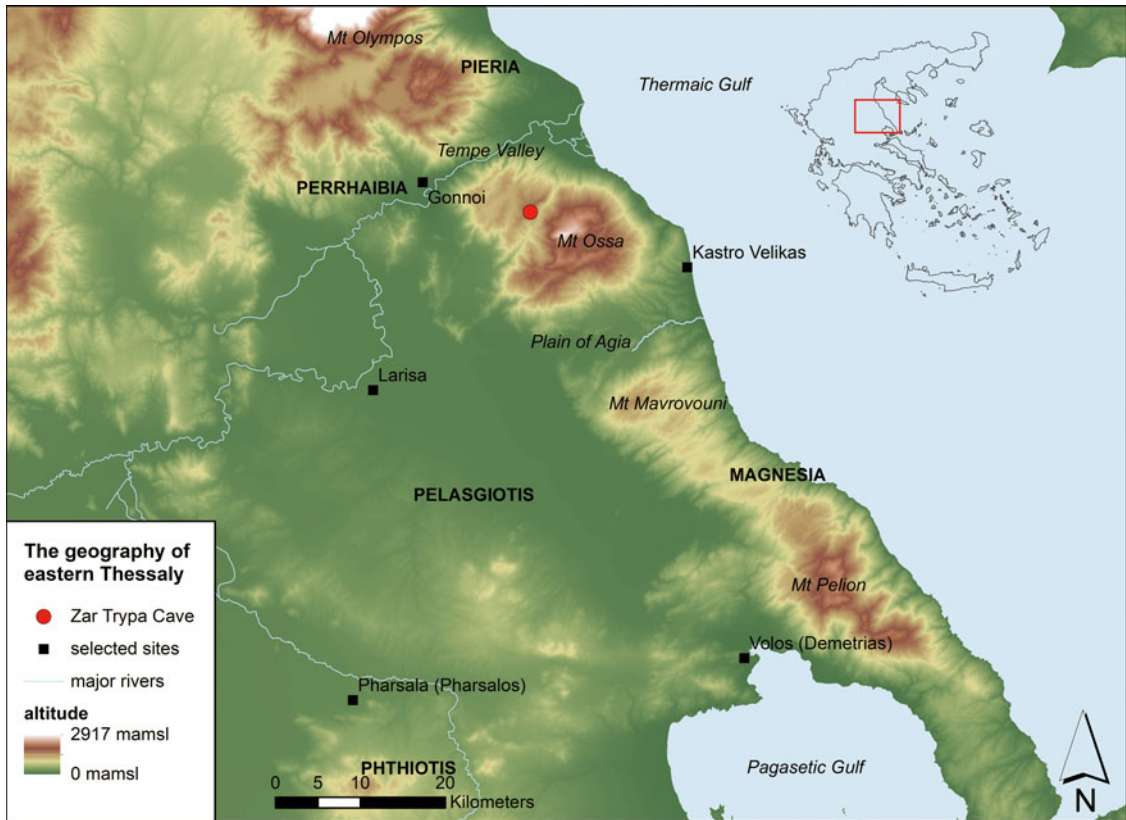 Mt Olympos
PIERIA
Thermaic Gulf
Tempe Valley
PERRHAIBIA
Gonnoi
Mt Ossa
Kastro Velikas
Plain of Agia
Larisa
Mt Mavrovouni
MAGNESIA
PELASGIOTIS
Mt Pelion
Volos (Demetrias)
Pharsala (Pharsalos)
PHTHIOTIS
Pagasetic Gulf
The geography of
eastern Thessaly
Zar Trypa Cave
selected sites
major rivers
altitude
2917 mamsl
0 mamsl
0 5 10 20
Kilometers
N